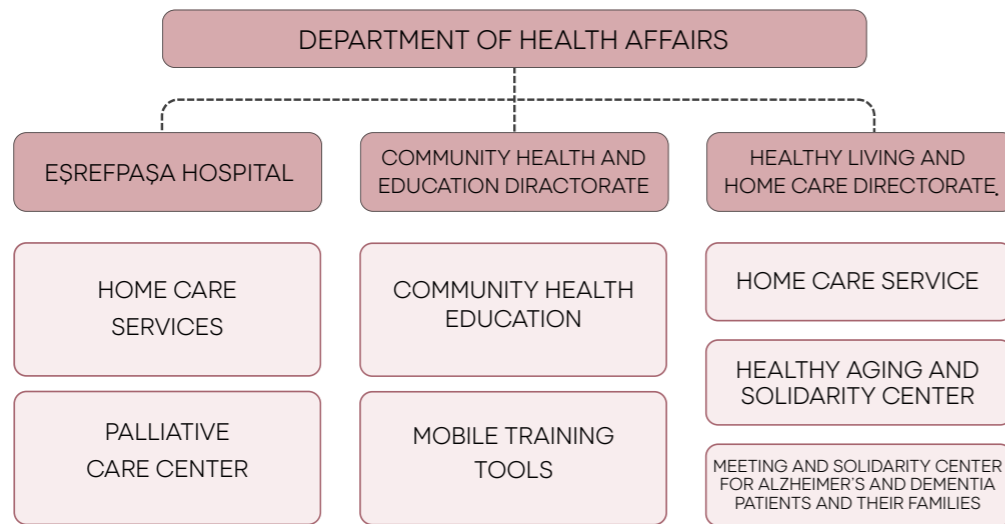 DEPARTMENT OF HEALTH AFFAIRS
EŞREFPAŞA HOSPITAL
COMMUNITY HEALTH AND
EDUCATION DIRACTORATE
HEALTHY LIVING AND
HOME CARE DIRECTORATE.
HOME CARE
SERVICES
COMMUNITY HEALTH
EDUCATION
HOME CARE SERVICE
HEALTHY AGING AND
SOLIDARITY CENTER
PALLIATIVE
CARE CENTER
MOBILE TRAINING
TOOLS
MEETING AND SOLIDARITY CENTER
FOR ALZHEIMER'S AND DEMENTIA
PATIENTS AND THEIR FAMILIES